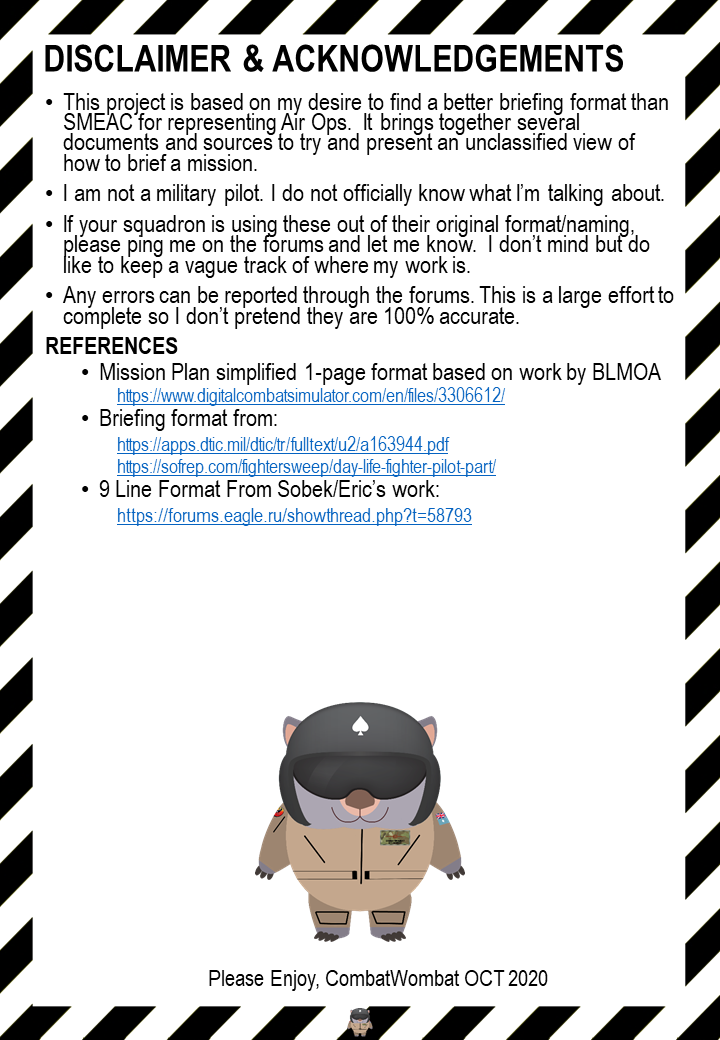 DISCLAIMER & ACKNOWLEDGEMENTS
• This project is based on my desire to find a better briefing format than
SMEAC for representing Air Ops.  It brings together several
documents and sources to try and present an unclassified view of
how to brief a mission.
• I am not a military pilot. I do not officially know what I'm talking about.
• If your squadron is using these out of their original format/naming,
please ping me on the forums and let me know.  I don't mind but do
like to keep a vague track of where my work is.
• Any errors can be reported through the forums. This is a large effort to
complete so I don't pretend they are 100% accurate.
REFERENCES
• Mission Plan simplified 1-page format based on work by BLMOA
https://www.digitalcombatsimulator.com/en/files/3306612/
• Briefing format from:
https://apps.dtic.mil/dtic/tr/fulltext/u2/a163944.pdf
https://sofrep.com/fightersweep/day-life-fighter-pilot-part/
• 9 Line Format From Sobek/Eric's work:
https://forums.eagle.ru/showthread.php?t=58793
Please Enjoy, CombatWombat OCT 2020